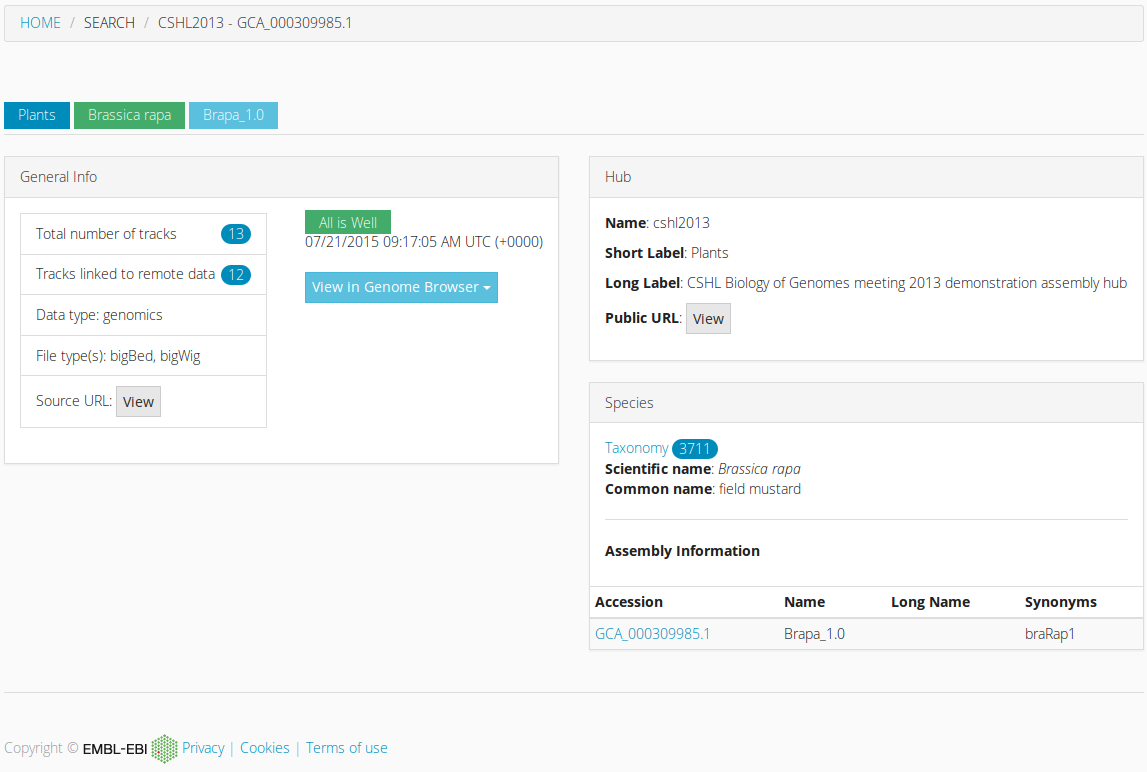 HOME / SEARCH / CSHL2013 - GCA_000309985.1
Plants Brassica rapa Brapa_1.0
General Info
Total number of tracks 13
Tracks linked to remote data 12
Data type: genomics
File type(s): bigBed, bigWig
Source URL: View
All is Well
07/21/2015 09:17:05 AM UTC (+0000)
View in Genome Browser
Hub
Name: cshl2013
Short Label: Plants
Long Label: CSHL Biology of Genomes meeting 2013 demonstration assembly hub
Public URL: View
Species
Taxonomy 3711
Scientific name: Brassica rapa
Common name: field mustard
Assembly Information
Accession Name Long Name Synonyms
GCA_000309985.1 Brapa_1.0 braRap1
Copyright © EMBL-EBI Privacy | Cookies | Terms of use